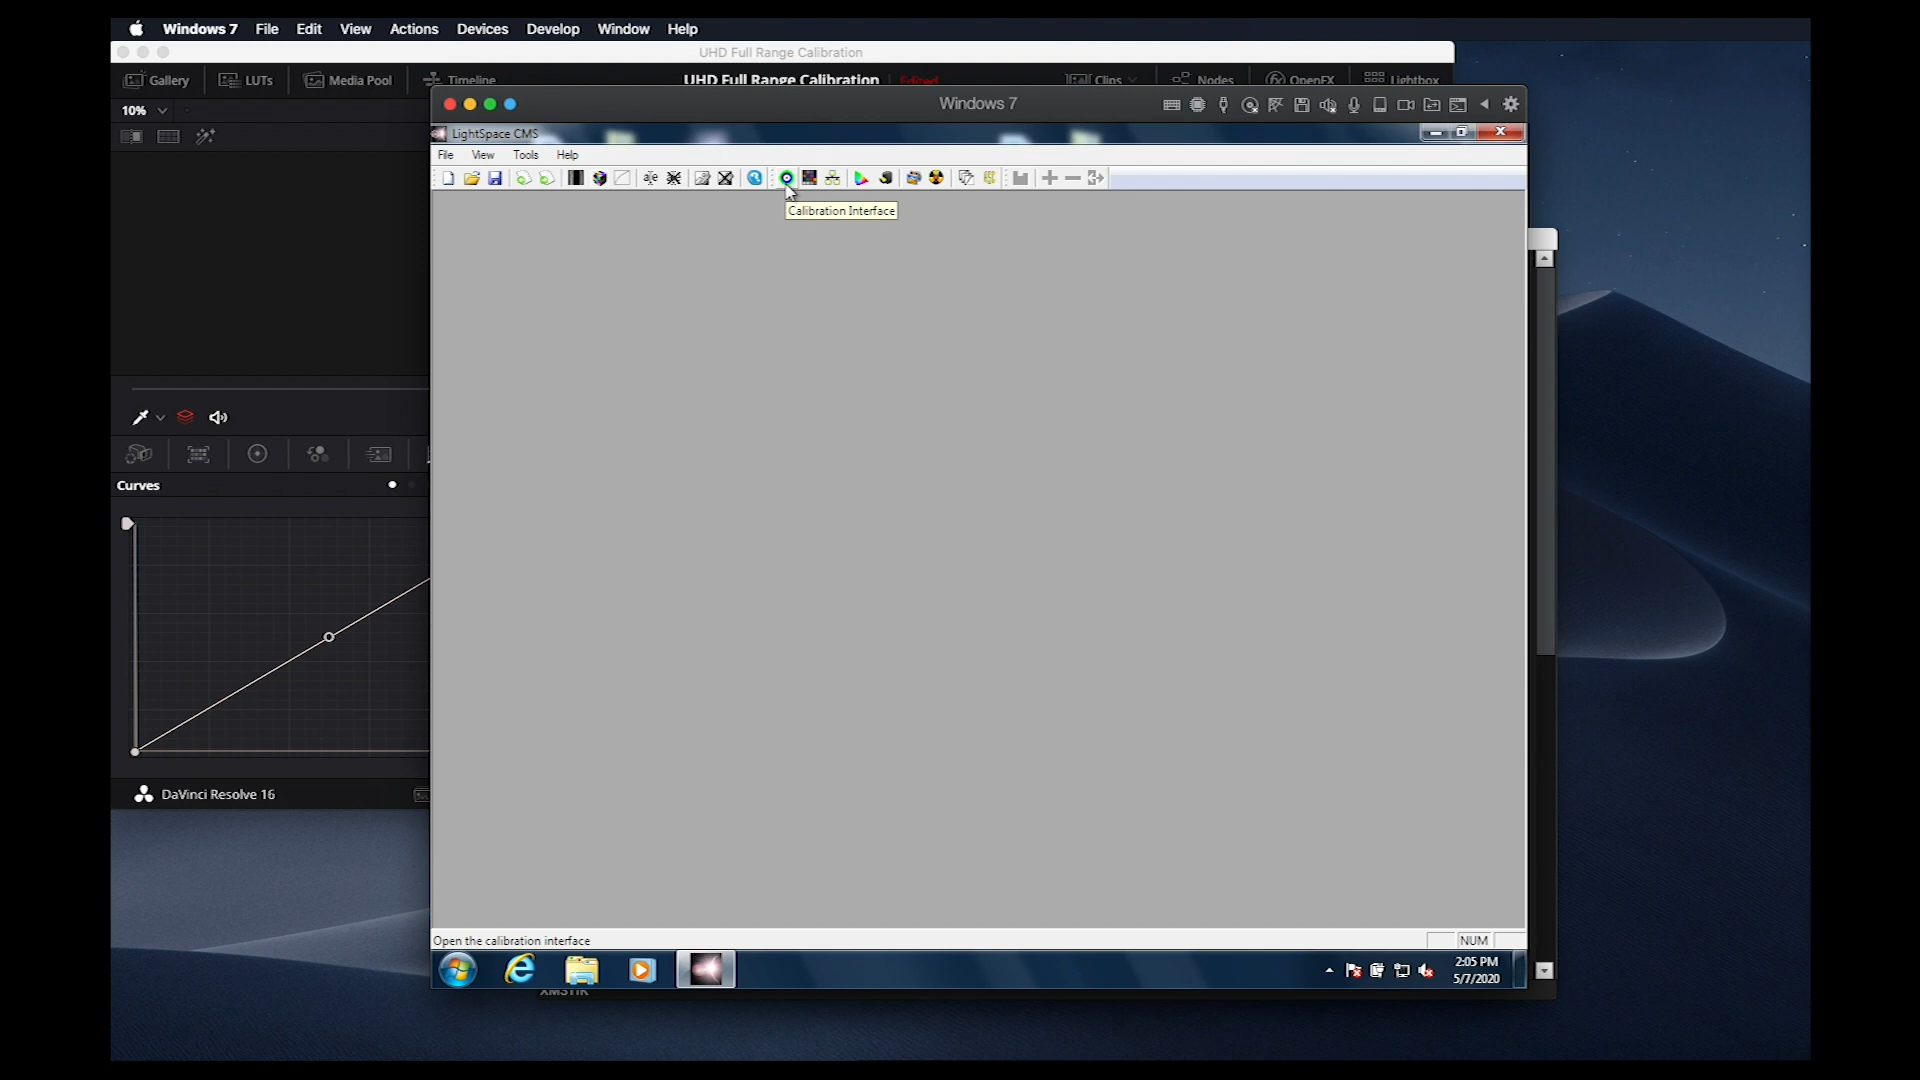 Windows 7 File Edit View Actions Devices Develop Window Help
UHD Full Range Calibration
Gallery LUTs Media Pool Timeline UHD Full Range Calibration Edited Clips Nodes OpenFX Lightbox
10%
Windows 7
LightSpace CMS
File View Tools Help
Calibration Interface
Curves
DaVinci Resolve 16
Open the calibration interface
NUM
2:05 PM
5/7/2020